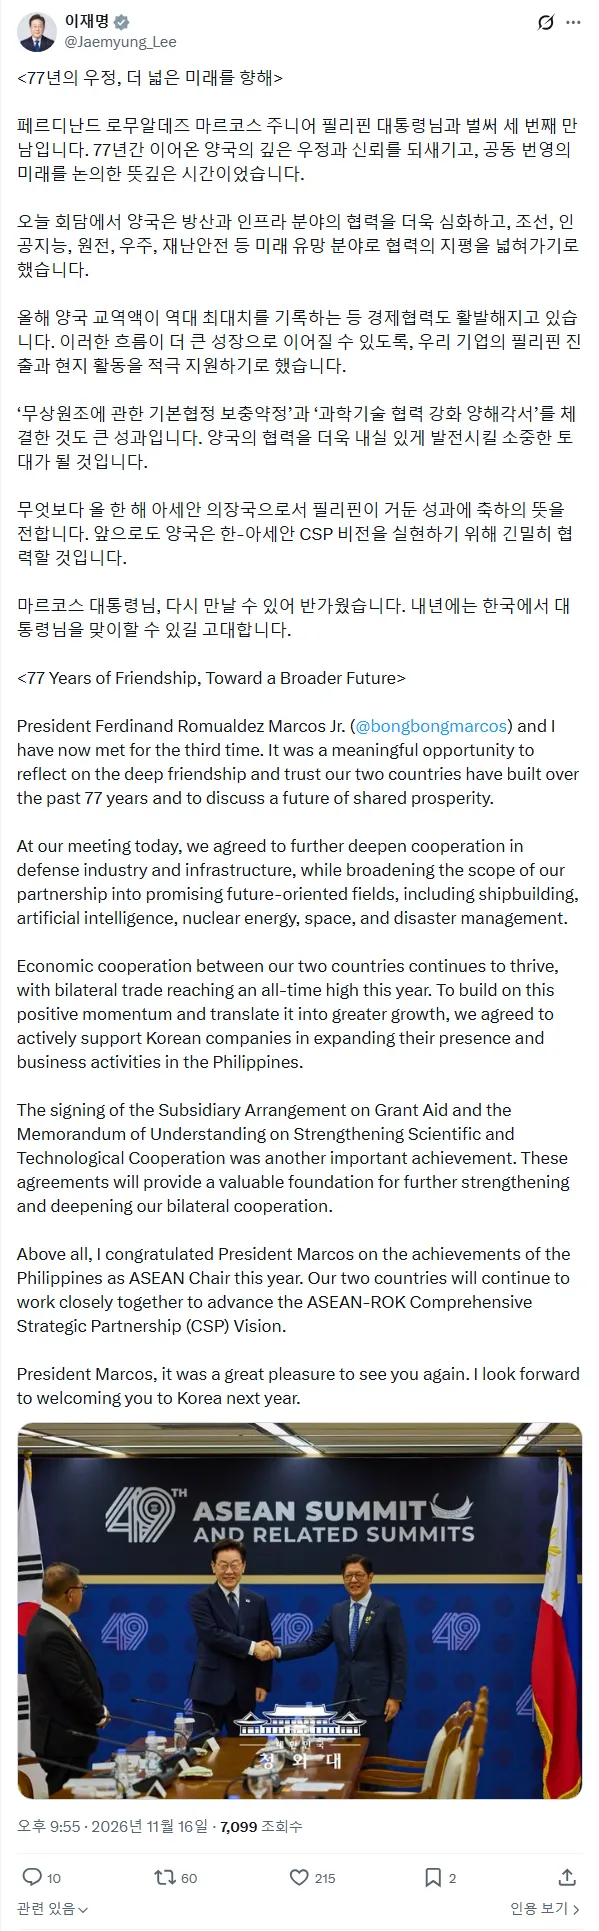 이재명
@Jaemyung_Lee
<77년의 우정, 더 넓은 미래를 향해>
페르디난드 로무알데즈 마르코스 주니어 필리핀 대통령님과 벌써 세 번째 만
남입니다. 77년간 이어온 양국의 깊은 우정과 신뢰를 되새기고, 공동 번영의
미래를 논의한 뜻깊은 시간이었습니다.
오늘 회담에서 양국은 방산과 인프라 분야의 협력을 더욱 심화하고, 조선, 인
공지능, 원전, 우주, 재난안전 등 미래 유망 분야로 협력의 지평을 넓혀가기로
했습니다.
올해 양국 교역액이 역대 최대치를 기록하는 등 경제협력도 활발해지고 있습
니다. 이러한 흐름이 더 큰 성장으로 이어질 수 있도록, 우리 기업의 필리핀 진
출과 현지 활동을 적극 지원하기로 했습니다.
‘무상원조에 관한 기본협정 보충약정’과 ‘과학기술 협력 강화 양해각서’를 체
결한 것도 큰 성과입니다. 양국의 협력을 더욱 내실 있게 발전시킬 소중한 토
대가 될 것입니다.
무엇보다 올 한 해 아세안 의장국으로서 필리핀이 거둔 성과에 축하의 뜻을
전합니다. 앞으로도 양국은 한-아세안 CSP 비전을 실현하기 위해 긴밀히 협
력할 것입니다.
마르코스 대통령님, 다시 만날 수 있어 반가웠습니다. 내년에는 한국에서 대
통령님을 맞이할 수 있길 고대합니다.
<77 Years of Friendship, Toward a Broader Future>
President Ferdinand Romualdez Marcos Jr. (@bongbongmarcos) and I
have now met for the third time. It was a meaningful opportunity to
reflect on the deep friendship and trust our two countries have built over
the past 77 years and to discuss a future of shared prosperity.
At our meeting today, we agreed to further deepen cooperation in
defense industry and infrastructure, while broadening the scope of our
partnership into promising future-oriented fields, including shipbuilding,
artificial intelligence, nuclear energy, space, and disaster management.
Economic cooperation between our two countries continues to thrive,
with bilateral trade reaching an all-time high this year. To build on this
positive momentum and translate it into greater growth, we agreed to
actively support Korean companies in expanding their presence and
business activities in the Philippines.
The signing of the Subsidiary Arrangement on Grant Aid and the
Memorandum of Understanding on Strengthening Scientific and
Technological Cooperation was another important achievement. These
agreements will provide a valuable foundation for further strengthening
and deepening our bilateral cooperation.
Above all, I congratulated President Marcos on the achievements of the
Philippines as ASEAN Chair this year. Our two countries will continue to
work closely together to advance the ASEAN-ROK Comprehensive
Strategic Partnership (CSP) Vision.
President Marcos, it was a great pleasure to see you again. I look forward
to welcoming you to Korea next year.
49TH ASEAN SUMMIT
AND RELATED SUMMITS
49
49
49
대한민국
청와대
오후 9:55 · 2026년 11월 16일 · 7,099 조회수
10
60
215
2
관련 있음
인용 보기